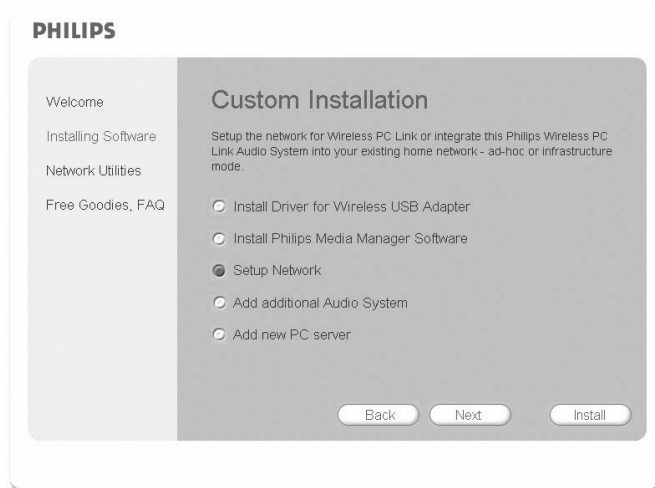 PHILIPS
Welcome
Installing Software
Network Utilities
Free Goodies, FAQ
Custom Installation
Setup the network for Wireless PC Link or integrate this Philips Wireless PC
Link Audio System into your existing home network - ad-hoc or infrastructure
mode.
Install Driver for Wireless USB Adapter
Install Philips Media Manager Software
Setup Network
Add additional Audio System
Add new PC server
Back Next Install